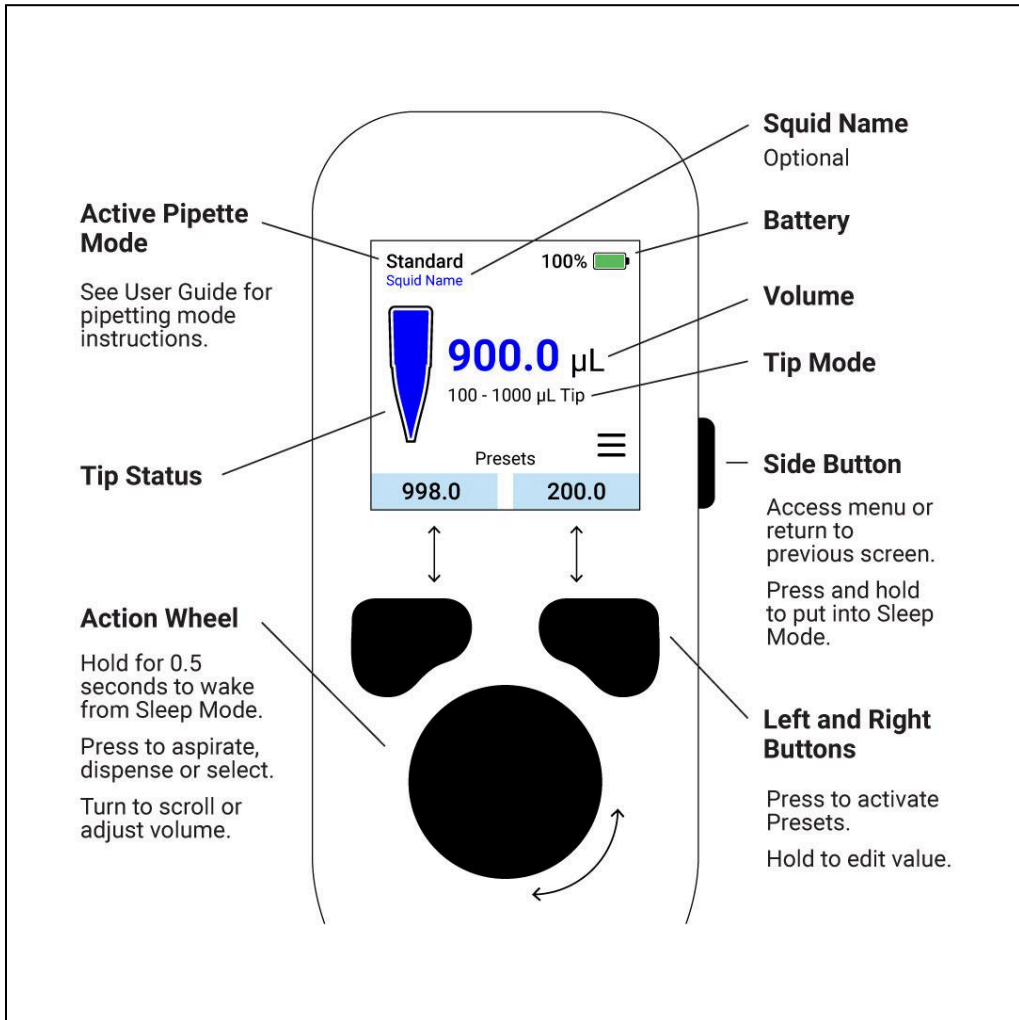 Squid Name
Optional
Active Pipette
Mode
See User Guide for
pipetting mode
instructions.
Battery
Standard
100%
Squid Name
Volume
900.0 µL
100 - 1000 µL Tip
Tip Mode
Tip Status
Presets
998.0
200.0
Side Button
Access menu or
return to
previous screen.
Press and hold
to put into Sleep
Mode.
Action Wheel
Hold for 0.5
seconds to wake
from Sleep Mode.
Press to aspirate,
dispense or select.
Turn to scroll or
adjust volume.
Left and Right
Buttons
Press to activate
Presets.
Hold to edit value.